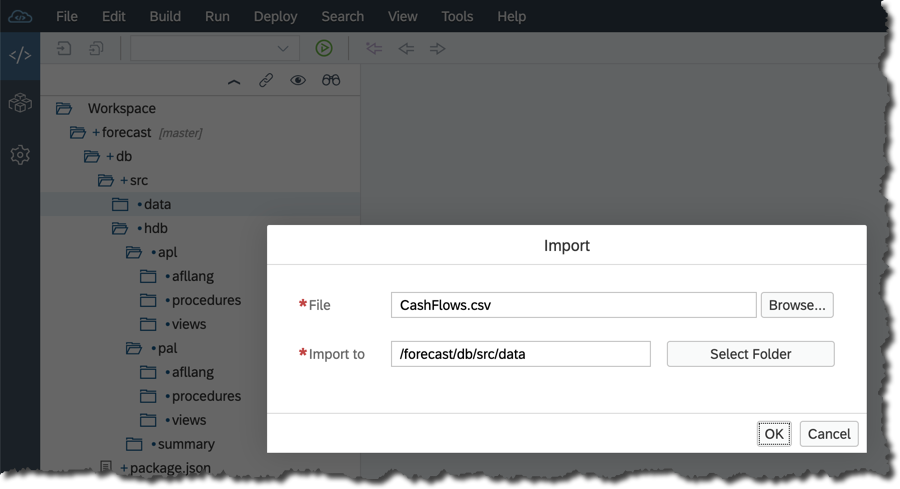 File Edit Build Run Deploy Search View Tools Help
Workspace
+forecast [master]
+db
+src
•data
•hdb
•apl
•afllang
•procedures
•views
•pal
•afllang
•procedures
•views
•summary
+package.json
Import
*File CashFlows.csv Browse...
*Import to /forecast/db/src/data Select Folder
OK Cancel